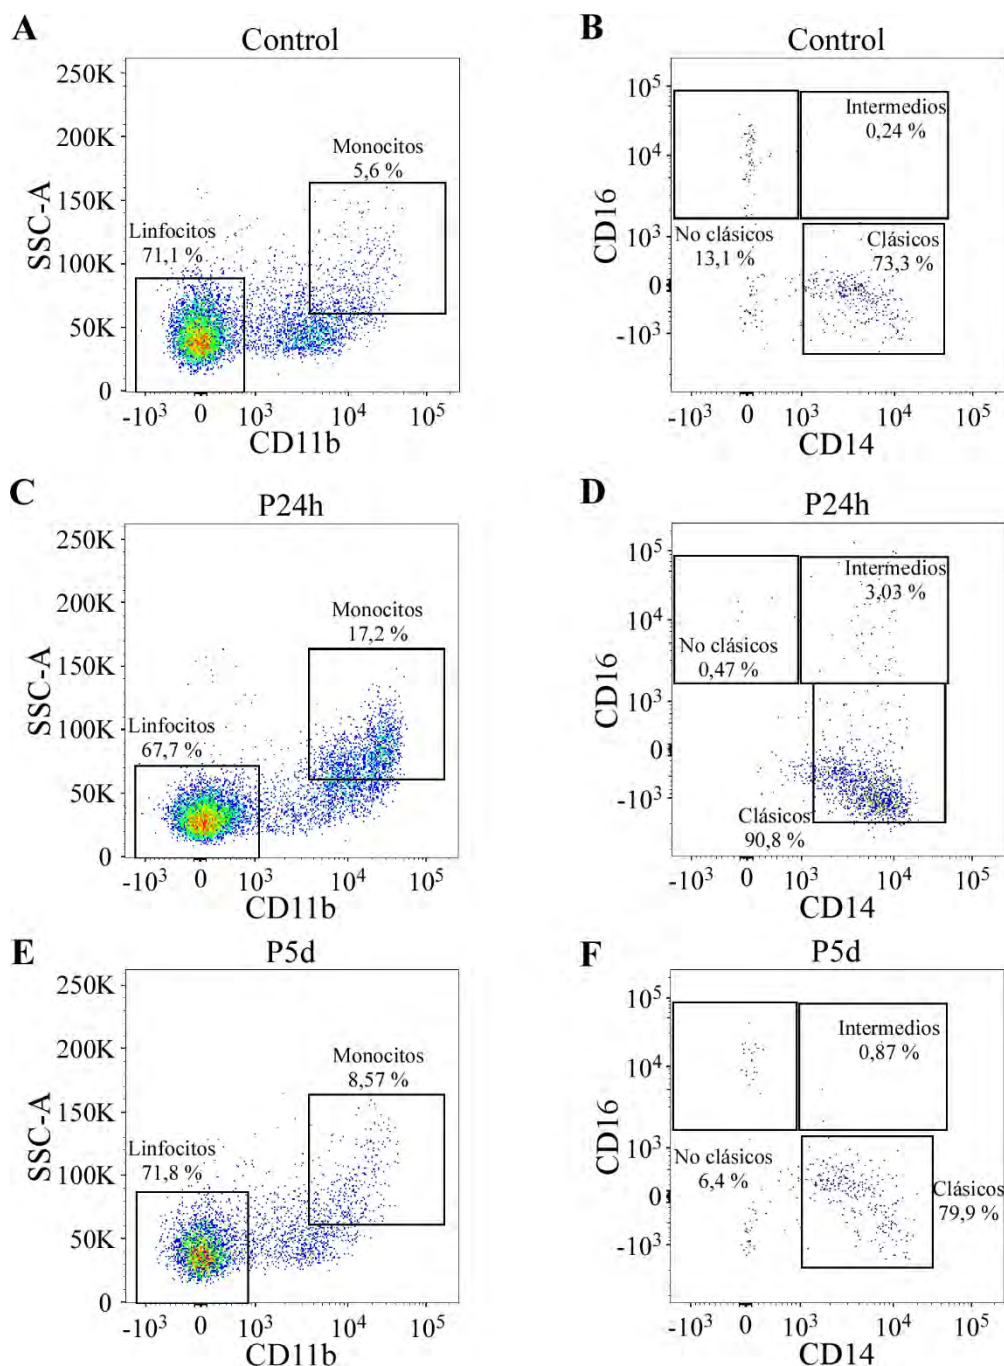 A
Control
250K
200K
150K
100K
50K
0
SSC-A
Monocitos
5,6 %
Linfocitos
71,1 %
-10³ 0 10³ 10⁴ 10⁵
CD11b
B
Control
10⁵
10⁴
10³
0
-10³
CD16
Intermedios
0,24 %
No clásicos
13,1 %
Clásicos
73,3 %
-10³ 0 10³ 10⁴ 10⁵
CD14
C
P24h
250K
200K
150K
100K
50K
0
SSC-A
Monocitos
17,2 %
Linfocitos
67,7 %
-10³ 0 10³ 10⁴ 10⁵
CD11b
D
P24h
10⁵
10⁴
10³
0
-10³
CD16
Intermedios
3,03 %
No clásicos
0,47 %
Clásicos
90,8 %
-10³ 0 10³ 10⁴ 10⁵
CD14
E
P5d
250K
200K
150K
100K
50K
0
SSC-A
Monocitos
8,57 %
Linfocitos
71,8 %
-10³ 0 10³ 10⁴ 10⁵
CD11b
F
P5d
10⁵
10⁴
10³
0
-10³
CD16
Intermedios
0,87 %
No clásicos
6,4 %
Clásicos
79,9 %
-10³ 0 10³ 10⁴ 10⁵
CD14